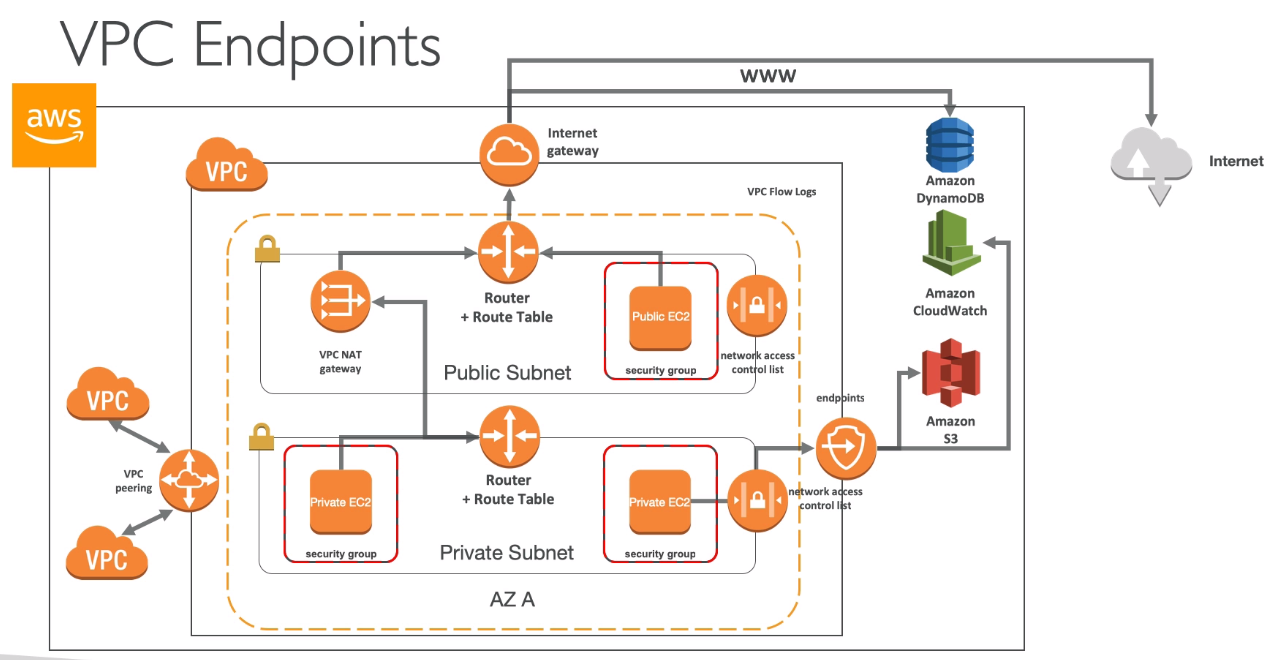 VPC Endpoints
aws
WWW
Internet
gateway
VPC
Internet
Amazon
DynamoDB
VPC Flow Logs
Router
+ Route Table
Public EC2
Amazon
CloudWatch
VPC NAT
gateway
Public Subnet
security group
network access
control list
VPC
endpoints
Amazon
S3
VPC
peering
Router
+ Route Table
Private EC2
Private EC2
network access
control list
VPC
security group
Private Subnet
security group
AZ A